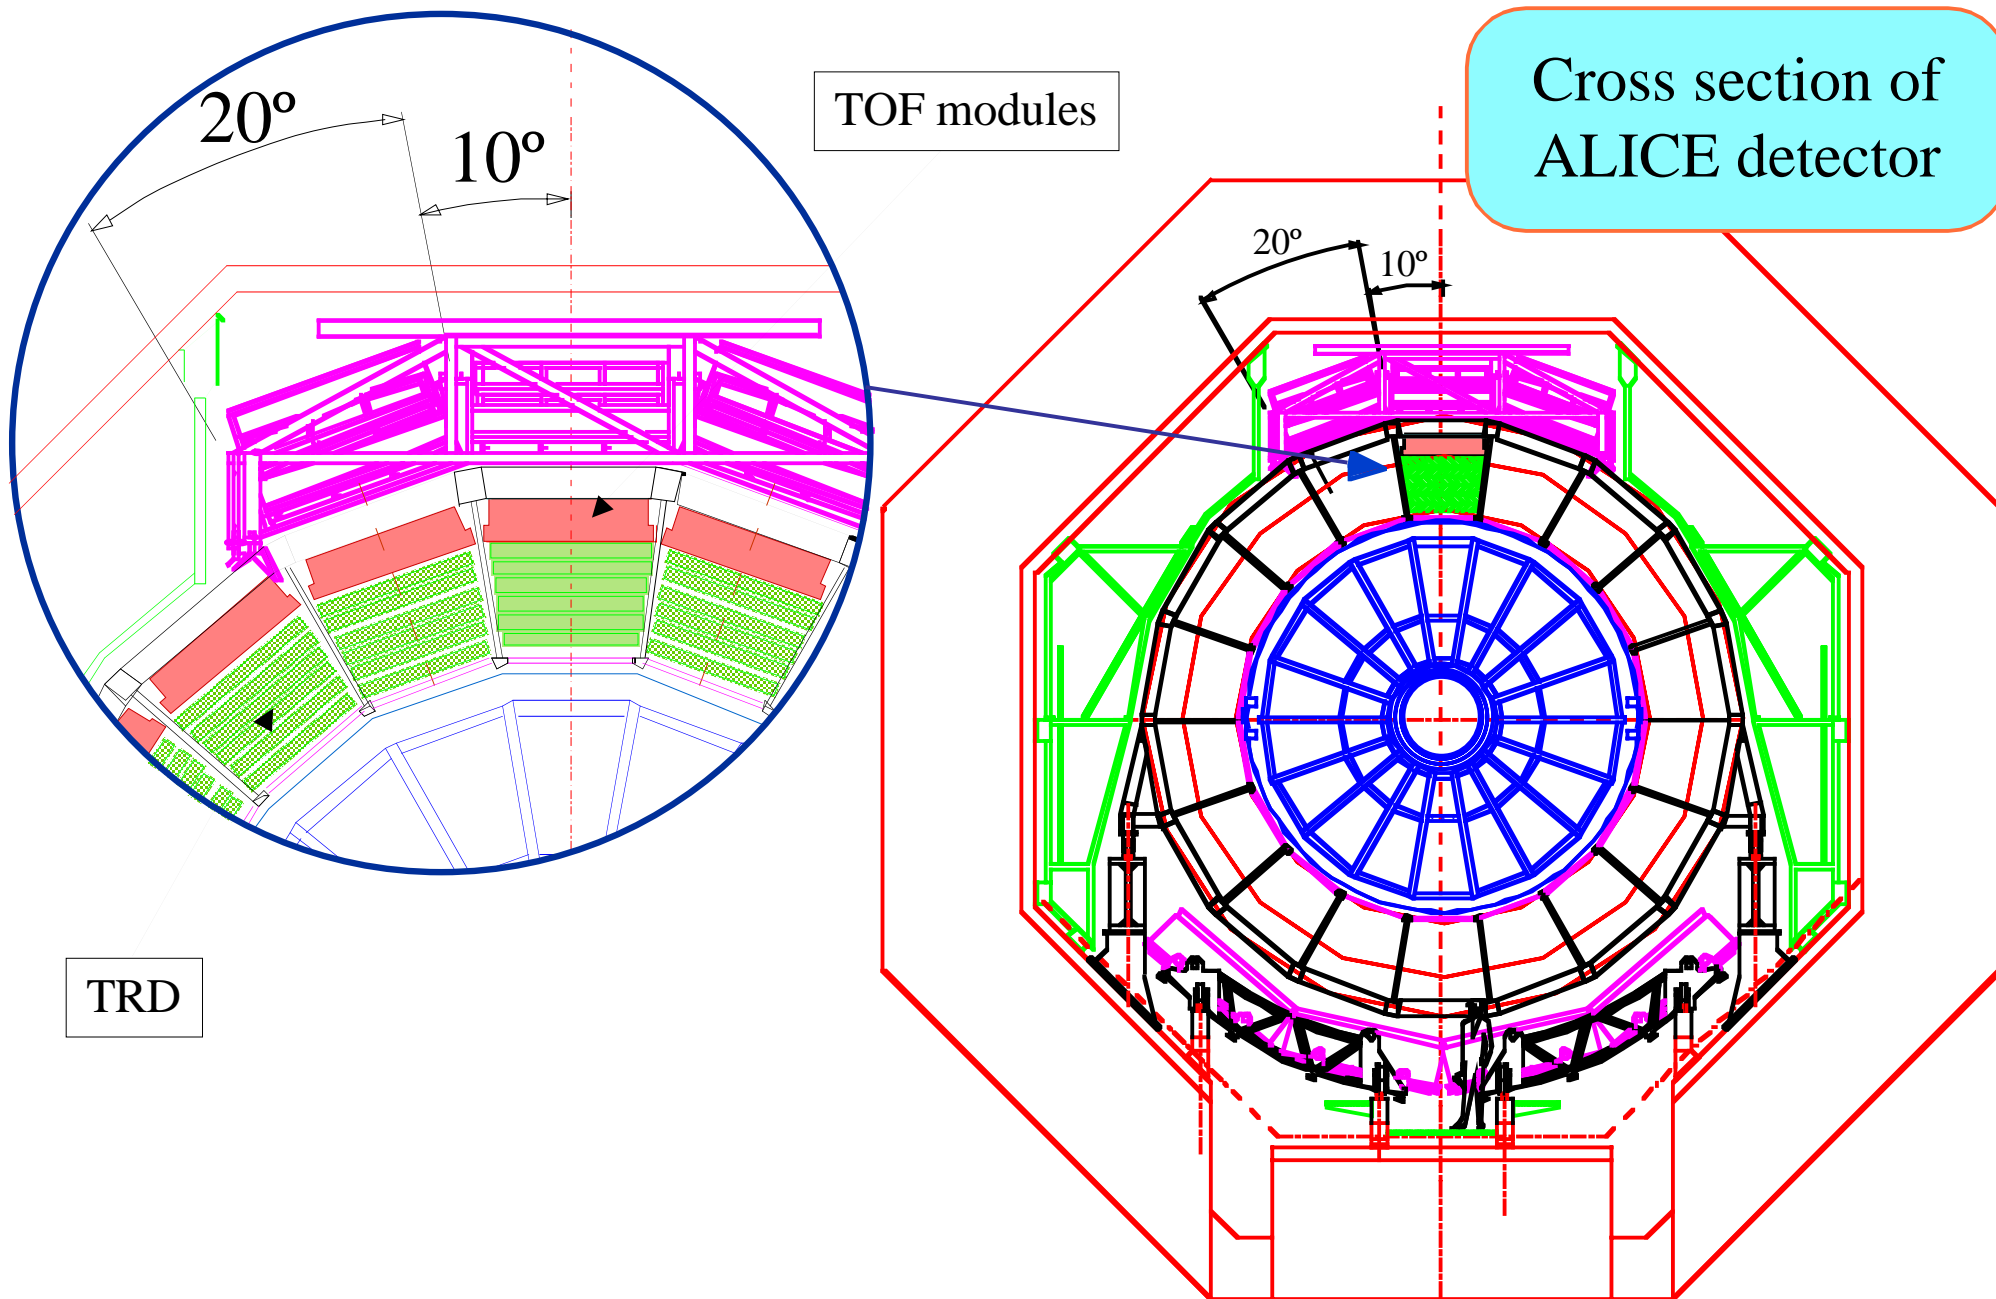 Cross section of
ALICE detector
TOF modules
20º
10º
20º
10º
TRD